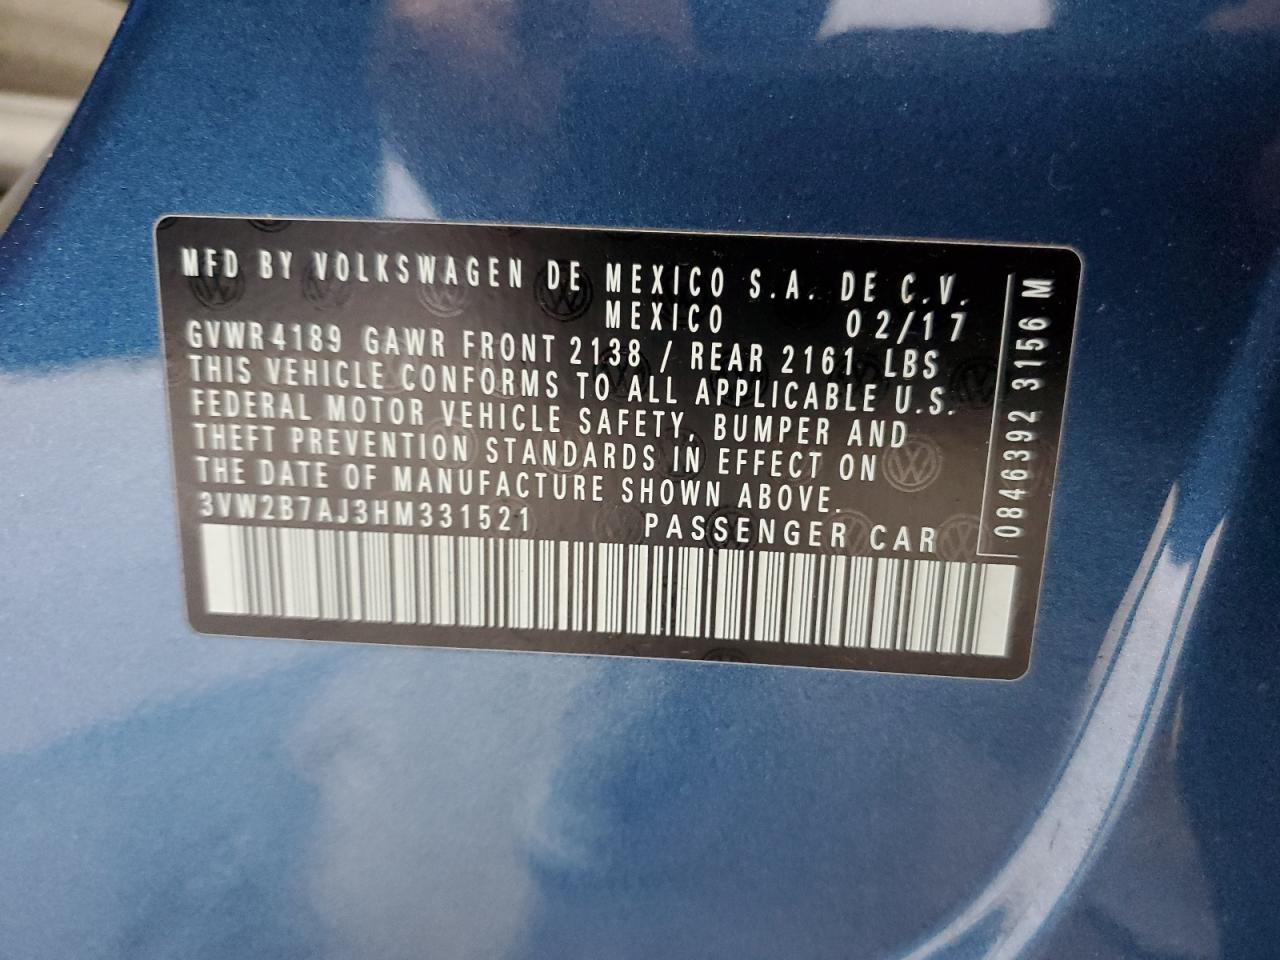 MFD BY VOLKSWAGEN DE MEXICO S.A. DE C.V.
MEXICO 02/17
GVWR 4189 GAWR FRONT 2138 / REAR 2161 LBS
THIS VEHICLE CONFORMS TO ALL APPLICABLE U.S.
FEDERAL MOTOR VEHICLE SAFETY, BUMPER AND
THEFT PREVENTION STANDARDS IN EFFECT ON
THE DATE OF MANUFACTURE SHOWN ABOVE.
3VW2B7AJ3HM331521 PASSENGER CAR
0846392 3156 M